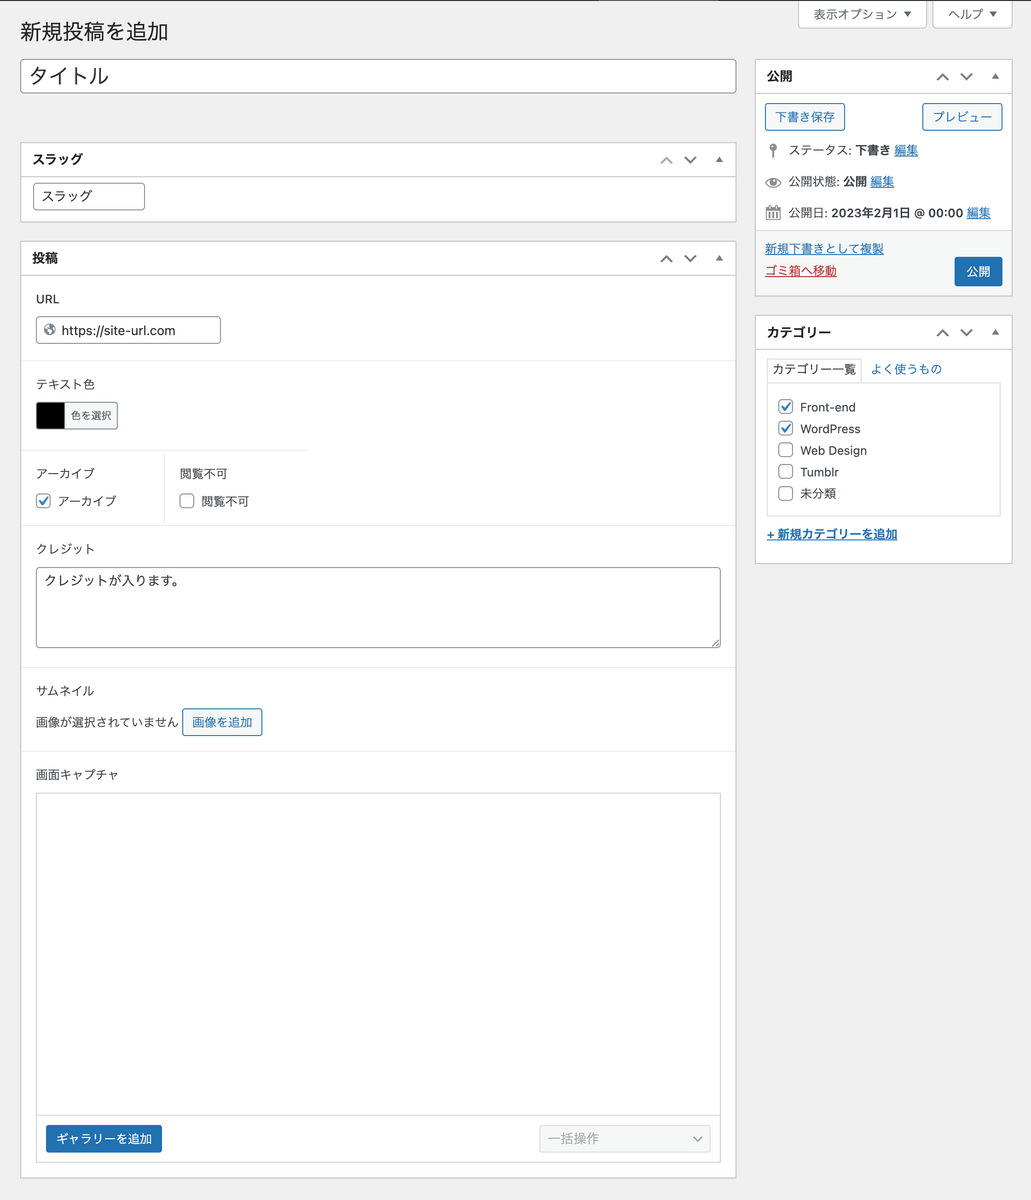 表示オプション ▼
ヘルプ ▼
新規投稿を追加
タイトル
スラッグ
スラッグ
投稿
URL
https://site-url.com
テキスト色
色を選択
アーカイブ
閲覧不可
アーカイブ
閲覧不可
クレジット
クレジットが入ります。
サムネイル
画像が選択されていません
画像を追加
画面キャプチャ
ギャラリーを追加
一括操作
公開
下書き保存
プレビュー
ステータス: 下書き 編集
公開状態: 公開 編集
公開日: 2023年2月1日 @ 00:00 編集
新規下書きとして複製
ゴミ箱へ移動
公開
カテゴリー
カテゴリー一覧
よく使うもの
Front-end
WordPress
Web Design
Tumblr
未分類
+ 新規カテゴリーを追加